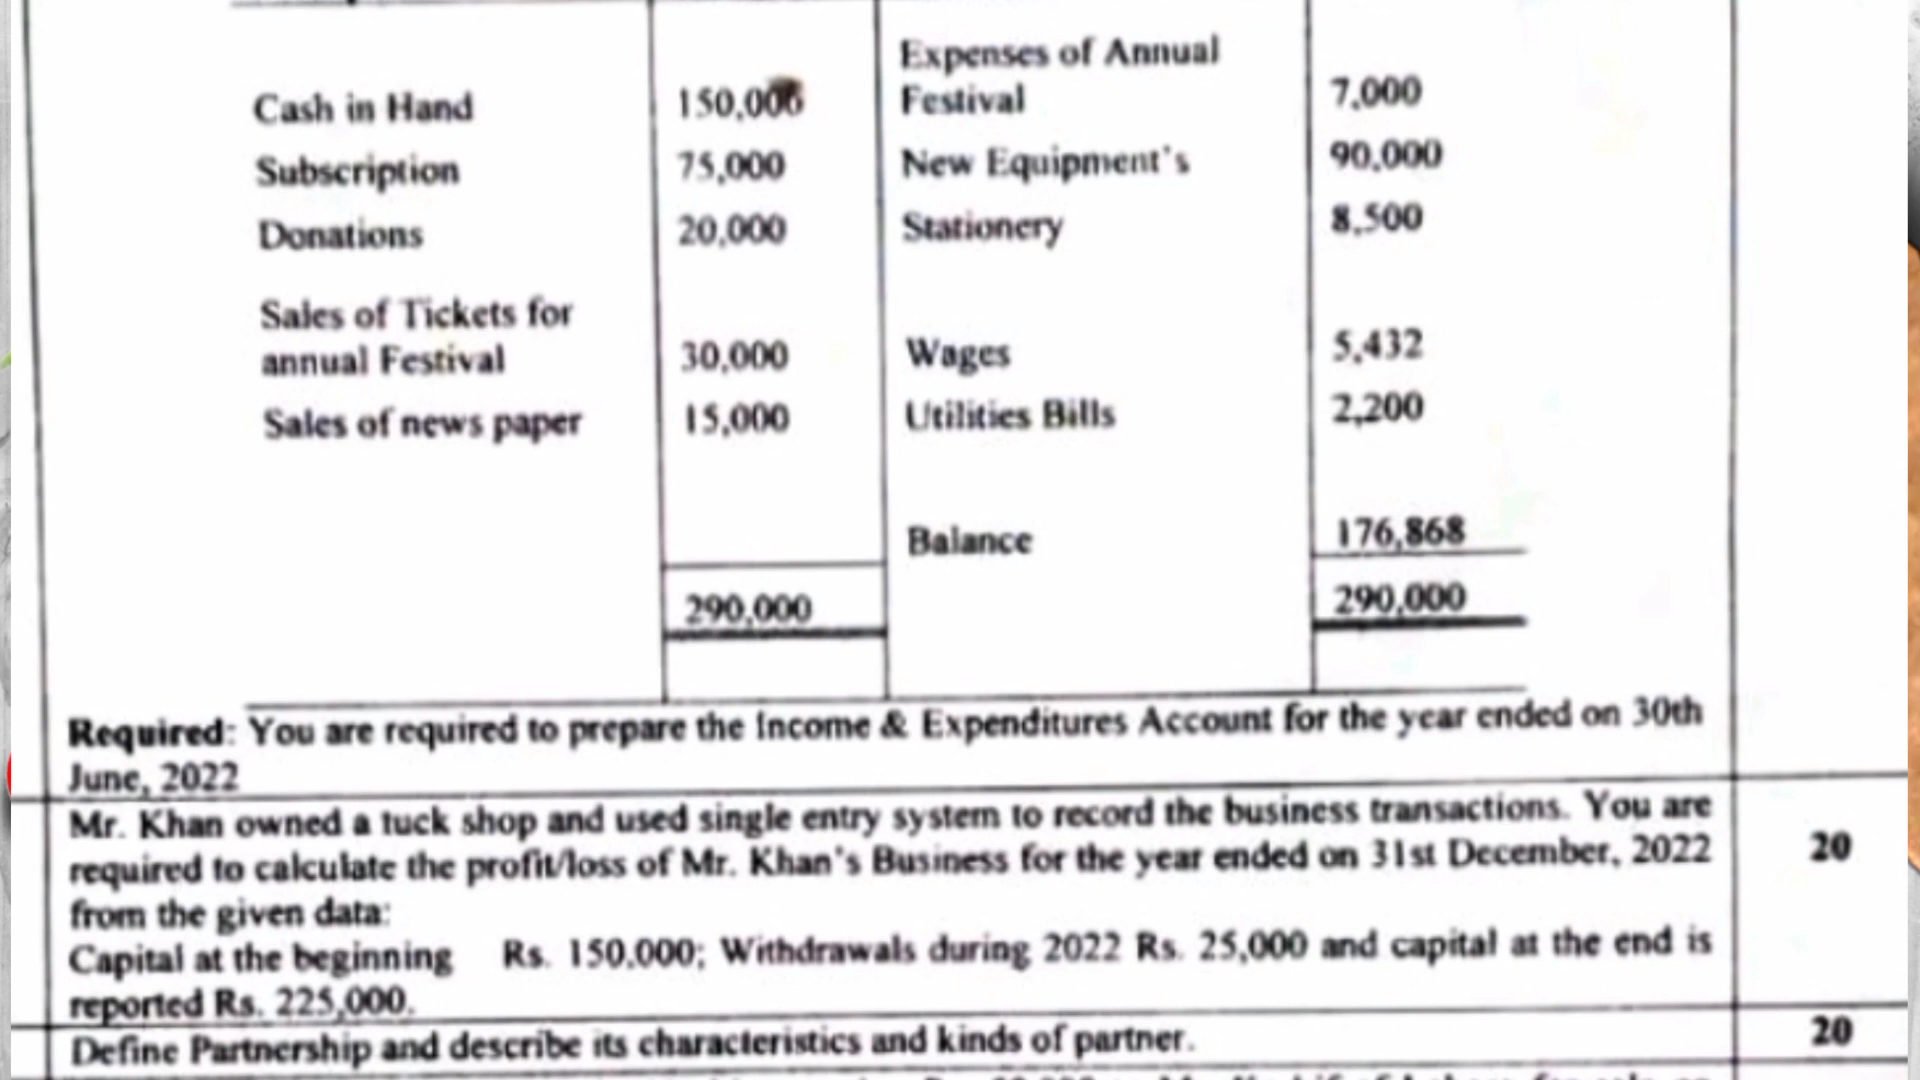 Expenses of Annual
Cash in Hand 150,000 Festival 7,000
Subscription 75,000 New Equipment's 90,000
Donations 20,000 Stationery 8,500
Sales of Tickets for
annual Festival 30,000 Wages 5,432
Sales of news paper 15,000 Utilities Bills 2,200
Balance 176,868
290,000 290,000
Required: You are required to prepare the Income & Expenditures Account for the year ended on 30th
June, 2022
Mr. Khan owned a tuck shop and used single entry system to record the business transactions. You are
required to calculate the profit/loss of Mr. Khan's Business for the year ended on 31st December, 2022 20
from the given data:
Capital at the beginning Rs. 150,000; Withdrawals during 2022 Rs. 25,000 and capital at the end is
reported Rs. 225,000.
Define Partnership and describe its characteristics and kinds of partner. 20